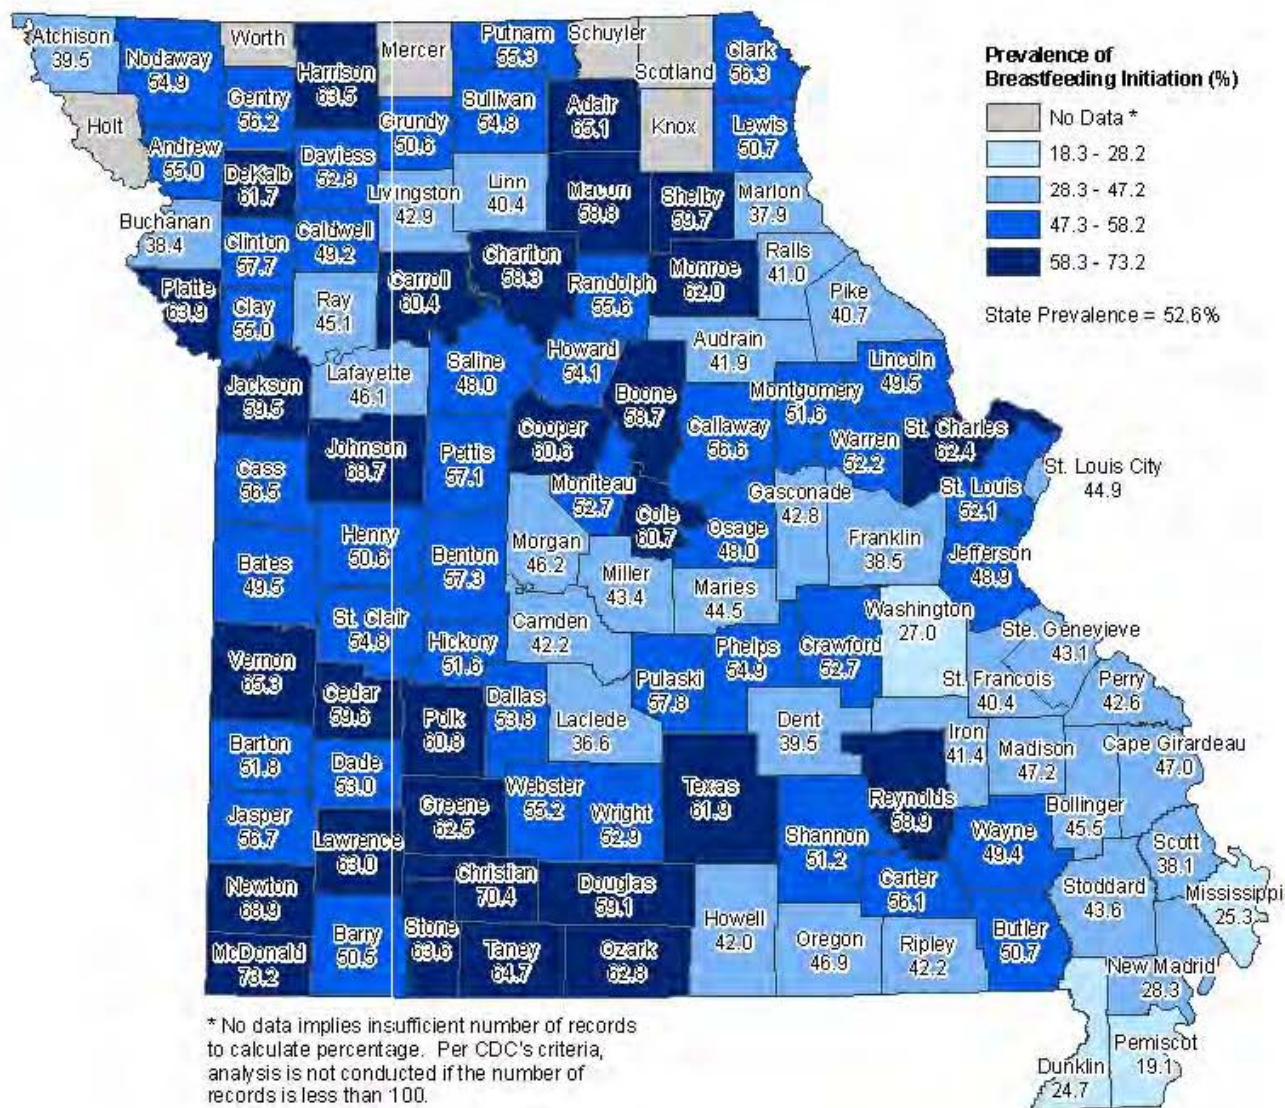 Atchison
39.5
Nodaway
54.9
Worth
Harrison
63.5
Mercer
Putnam
55.3
Schuyler
Scotland
Clark
56.3
Holt
Gentry
56.2
Grundy
50.6
Sullivan
54.8
Adair
65.1
Knox
Lewis
50.7
Andrew
55.0
DeKalb
61.7
Daviess
52.8
Livingston
42.9
Linn
40.4
Macon
58.8
Shelby
59.7
Marion
37.9
Buchanan
38.4
Clinton
57.7
Caldwell
49.2
Chariton
58.3
Randolph
55.6
Monroe
62.0
Ralls
41.0
Pike
40.7
Platte
63.9
Clay
55.0
Ray
45.1
Carroll
60.4
Audrain
41.9
Jackson
59.5
Lafayette
46.1
Saline
48.0
Howard
54.1
Boone
58.7
Montgomery
51.6
Lincoln
49.5
Cass
56.5
Johnson
68.7
Pettis
57.1
Cooper
60.6
Callaway
56.6
Warren
52.2
St. Charles
62.4
St. Louis City
44.9
Moniteau
52.7
Cole
60.7
Osage
48.0
Gasconade
42.8
Franklin
38.5
St. Louis
52.1
Jefferson
48.9
Bates
49.5
Henry
50.6
Benton
57.3
Morgan
46.2
Miller
43.4
Maries
44.5
Washington
27.0
St. Clair
54.8
Hickory
51.6
Camden
42.2
Pulaski
57.8
Phelps
54.9
Crawford
52.7
Ste. Genevieve
43.1
St. Francois
40.4
Perry
42.6
Vernon
65.3
Cedar
59.6
Polk
60.8
Dallas
53.8
Laclede
36.6
Dent
39.5
Iron
41.4
Madison
47.2
Cape Girardeau
47.0
Barton
51.8
Dade
53.0
Greene
62.5
Webster
55.2
Wright
52.9
Texas
61.9
Reynolds
58.9
Bollinger
45.5
Jasper
56.7
Lawrence
63.0
Shannon
51.2
Wayne
49.4
Scott
38.1
Newton
68.9
Christian
70.4
Douglas
59.1
Howell
42.0
Carter
56.1
Stoddard
43.6
Mississippi
25.3
McDonald
73.2
Barry
50.5
Stone
63.6
Taney
64.7
Ozark
62.8
Oregon
46.9
Ripley
42.2
Butler
50.7
New Madrid
28.3
Dunklin
24.7
Pemiscot
19.1
Prevalence of
Breastfeeding Initiation (%)
No Data *
18.3 - 28.2
28.3 - 47.2
47.3 - 58.2
58.3 - 73.2
State Prevalence = 52.6%
* No data implies insufficient number of records
to calculate percentage. Per CDC's criteria,
analysis is not conducted if the number of
records is less than 100.